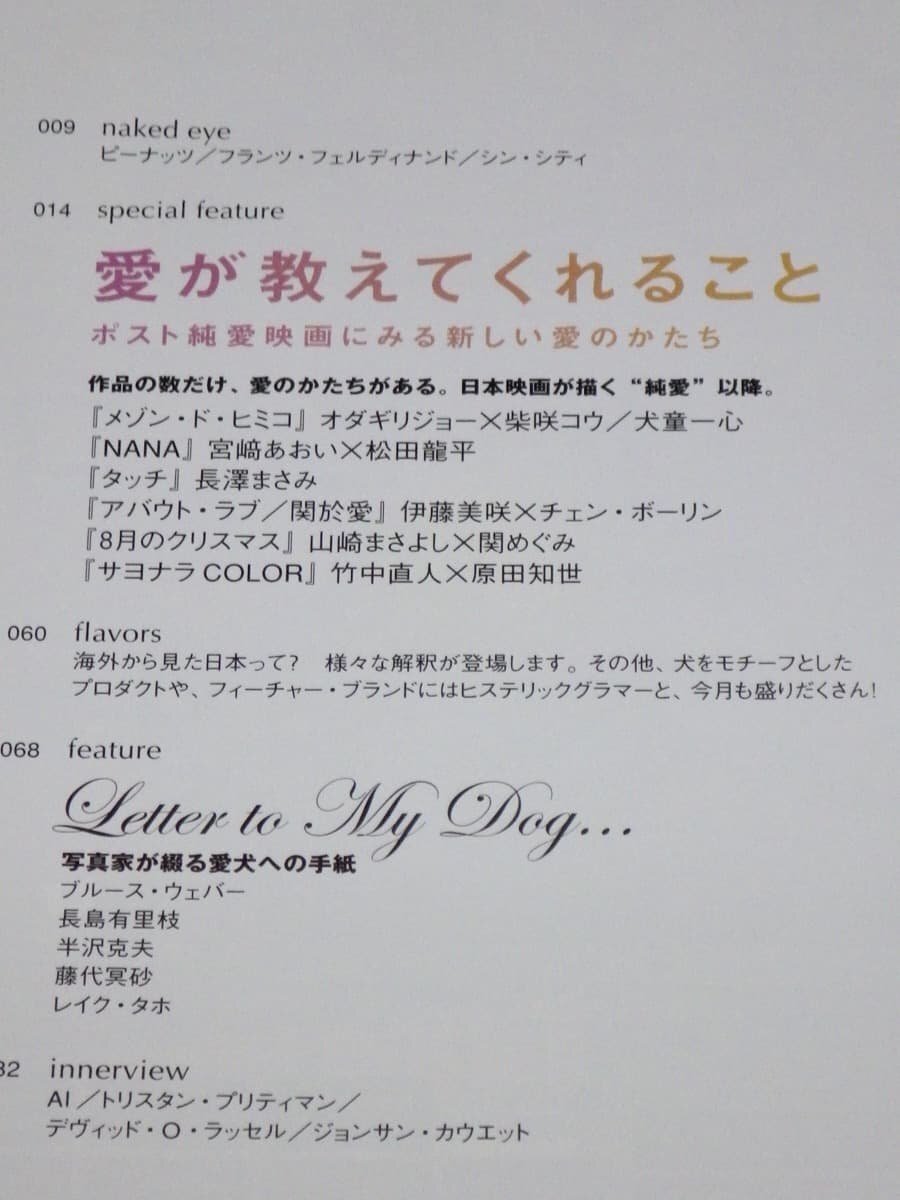 009 naked eye
ピーナッツ／フランツ・フェルディナンド／シン・シティ
014 special feature
愛が教えてくれること
ポスト純愛映画にみる新しい愛のかたち
作品の数だけ、愛のかたちがある。日本映画が描く“純愛”以降。
『メゾン・ド・ヒミコ』オダギリジョー×柴咲コウ／犬童一心
『NANA』宮﨑あおい×松田龍平
『タッチ』長澤まさみ
『アバウト・ラブ／関於愛』伊藤美咲×チェン・ボーリン
『8月のクリスマス』山崎まさよし×関めぐみ
『サヨナラCOLOR』竹中直人×原田知世
060 flavors
海外から見た日本って？　様々な解釈が登場します。その他、犬をモチーフとした
プロダクトや、フィーチャー・ブランドにはヒステリックグラマーと、今月も盛りだくさん！
068 feature
Letter to My Dog...
写真家が綴る愛犬への手紙
ブルース・ウェバー
長島有里枝
半沢克夫
藤代冥砂
レイク・タホ
82 innerview
AI／トリスタン・プリティマン／
デヴィッド・O・ラッセル／ジョンサン・カウエット